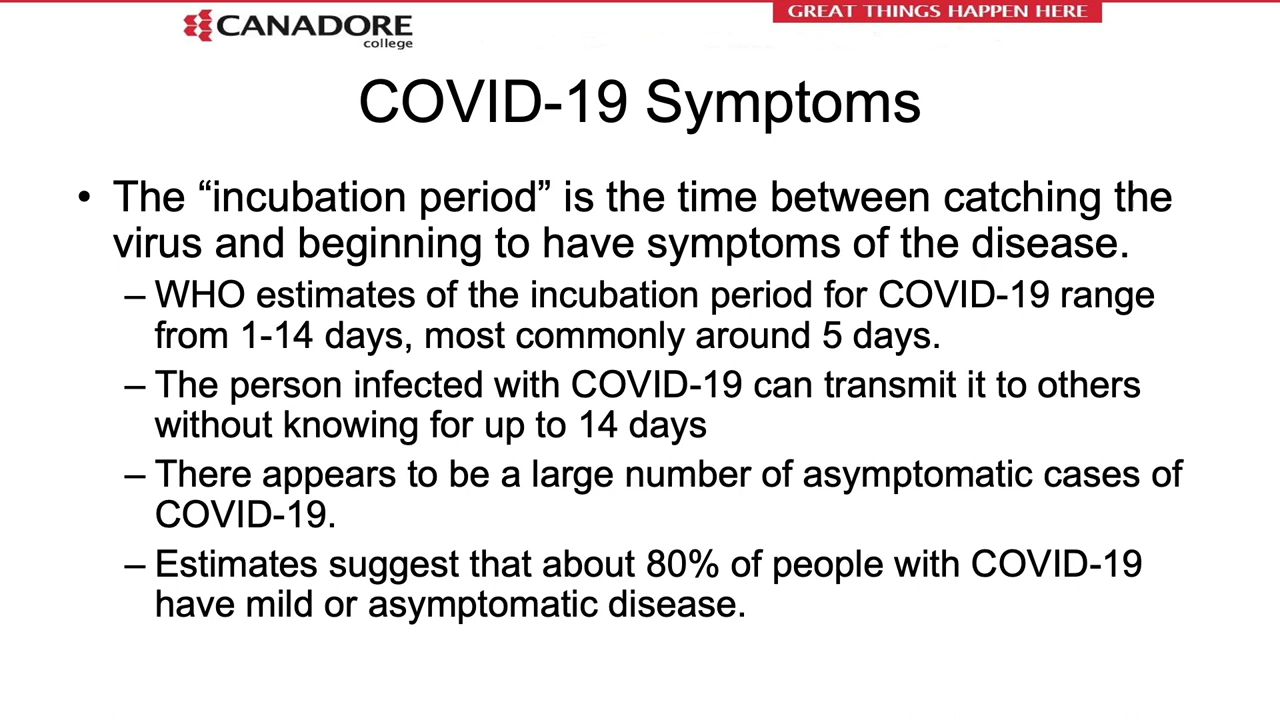 CANADORE
college
GREAT THINGS HAPPEN HERE
COVID-19 Symptoms
• The “incubation period” is the time between catching the
virus and beginning to have symptoms of the disease.
– WHO estimates of the incubation period for COVID-19 range
from 1-14 days, most commonly around 5 days.
– The person infected with COVID-19 can transmit it to others
without knowing for up to 14 days
– There appears to be a large number of asymptomatic cases of
COVID-19.
– Estimates suggest that about 80% of people with COVID-19
have mild or asymptomatic disease.